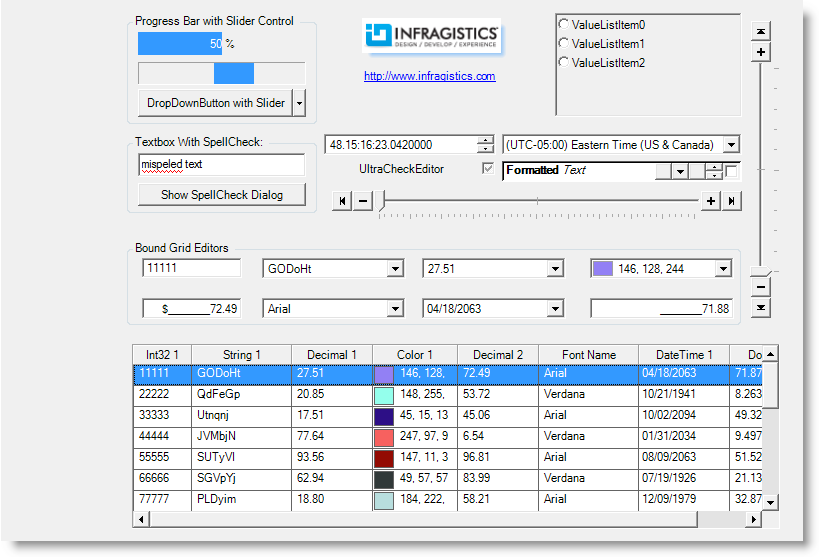 Progress Bar with Slider Control
50 %
DropDownButton with Slider
INFRAGISTICS
DESIGN / DEVELOP / EXPERIENCE
http://www.infragistics.com
ValueListItem0
ValueListItem1
ValueListItem2
Textbox With SpellCheck:
mispeled text
Show SpellCheck Dialog
48.15:16:23.0420000
(UTC-05:00) Eastern Time (US & Canada)
UltraCheckEditor
Formatted Text
Bound Grid Editors
11111 GODoHt 27.51 146, 128, 244
$_______72.49 Arial 04/18/2063 _______71.88
Int32 1 String 1 Decimal 1 Color 1 Decimal 2 Font Name DateTime 1 Do
11111 GODoHt 27.51 146, 128, 72.49 Arial 04/18/2063 71.87
22222 QdFeGp 20.85 148, 255, 53.72 Verdana 10/21/1941 8.263
33333 Utnqnj 17.51 45, 15, 13 45.06 Arial 10/02/2094 49.32
44444 JVMbjN 77.64 247, 97, 9 6.54 Verdana 01/31/2034 9.497
55555 SUTyVl 93.56 147, 11, 3 96.81 Arial 08/09/2063 51.52
66666 SGVpYj 62.94 49, 57, 57 83.99 Verdana 07/19/1926 21.13
77777 PLDyim 18.80 184, 222, 58.21 Arial 12/09/1979 32.87